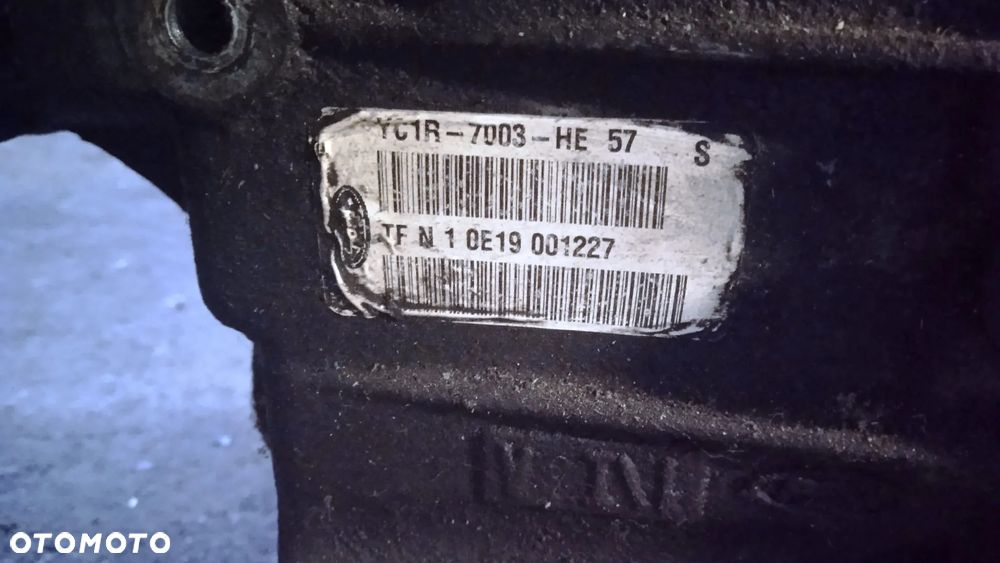 YC1R-7003-HE 57
S
TF N 1 0E19 001227
OTOMOTO